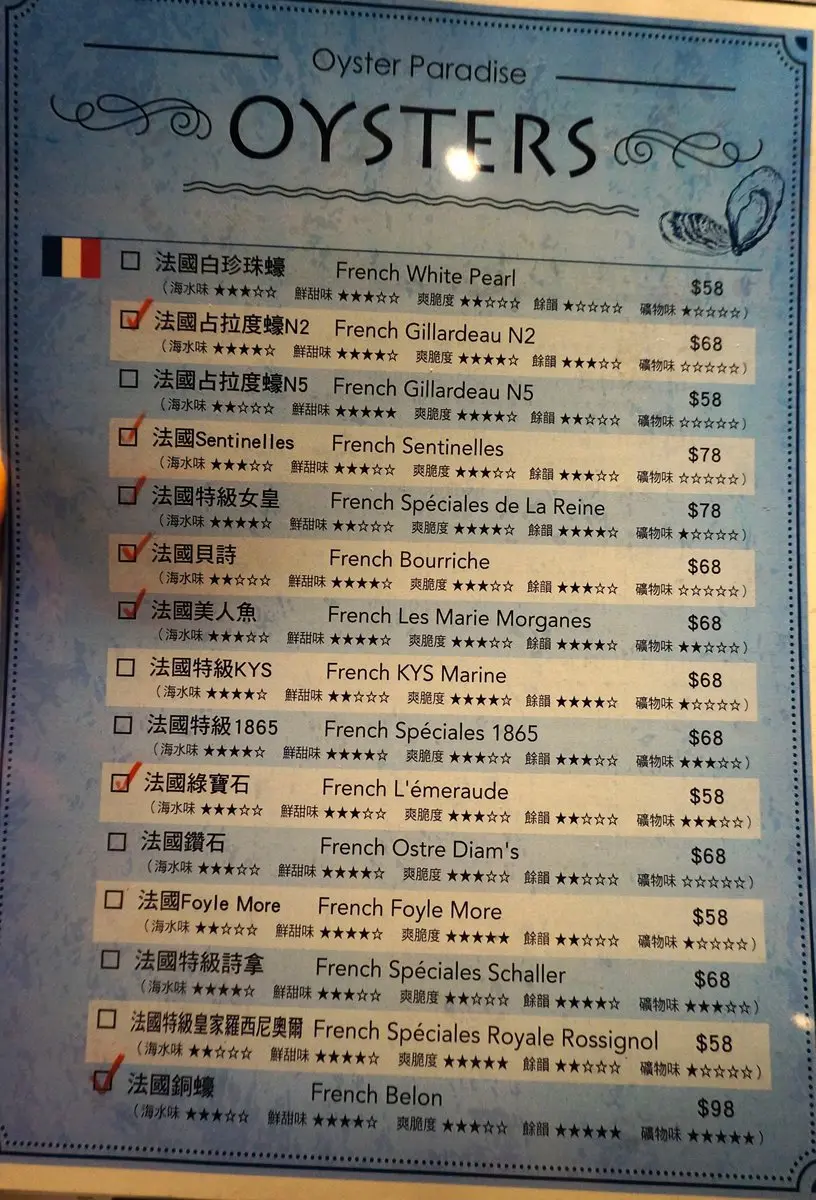 Oyster Paradise
OYSTERS
☐ 法國白珍珠蠔 French White Pearl $58
(海水味 ★★★☆☆ 鮮甜味 ★★★☆☆ 爽脆度 ★★☆☆☆ 餘韻 ★☆☆☆☆ 礦物味 ★☆☆☆☆)
☑ 法國占拉度蠔N2 French Gillardeau N2 $68
(海水味 ★★★★☆ 鮮甜味 ★★★★☆ 爽脆度 ★★★★☆ 餘韻 ★★★☆☆ 礦物味 ☆☆☆☆☆)
☐ 法國占拉度蠔N5 French Gillardeau N5 $58
(海水味 ★★☆☆☆ 鮮甜味 ★★★★★ 爽脆度 ★★★★☆ 餘韻 ★★☆☆☆ 礦物味 ☆☆☆☆☆)
☑ 法國Sentinelles French Sentinelles $78
(海水味 ★★★☆☆ 鮮甜味 ★★★☆☆ 爽脆度 ★★★☆☆ 餘韻 ★★★☆☆ 礦物味 ☆☆☆☆☆)
☑ 法國特級女皇 French Spéciales de La Reine $78
(海水味 ★★★★☆ 鮮甜味 ★★☆☆☆ 爽脆度 ★★★★☆ 餘韻 ★★★★☆ 礦物味 ★☆☆☆☆)
☑ 法國貝詩 French Bourriche $68
(海水味 ★★☆☆☆ 鮮甜味 ★★★★☆ 爽脆度 ★★★☆☆ 餘韻 ★★★☆☆ 礦物味 ☆☆☆☆☆)
☑ 法國美人魚 French Les Marie Morganes $68
(海水味 ★★★☆☆ 鮮甜味 ★★★★☆ 爽脆度 ★★★☆☆ 餘韻 ★★★★☆ 礦物味 ★★☆☆☆)
☐ 法國特級KYS French KYS Marine $68
(海水味 ★★★★☆ 鮮甜味 ★★☆☆☆ 爽脆度 ★★★★☆ 餘韻 ★★★★☆ 礦物味 ★☆☆☆☆)
☐ 法國特級1865 French Spéciales 1865 $68
(海水味 ★★★★☆ 鮮甜味 ★★★★☆ 爽脆度 ★★★☆☆ 餘韻 ★★★☆☆ 礦物味 ★★★☆☆)
☑ 法國綠寶石 French L'émeraude $58
(海水味 ★★★☆☆ 鮮甜味 ★★★☆☆ 爽脆度 ★★★☆☆ 餘韻 ★★☆☆☆ 礦物味 ★★★☆☆)
☐ 法國鑽石 French Ostre Diam's $68
(海水味 ★★★☆☆ 鮮甜味 ★★★★☆ 爽脆度 ★★★☆☆ 餘韻 ★★☆☆☆ 礦物味 ☆☆☆☆☆)
☐ 法國Foyle More French Foyle More $58
(海水味 ★★☆☆☆ 鮮甜味 ★★★★☆ 爽脆度 ★★★★★ 餘韻 ★★☆☆☆ 礦物味 ★☆☆☆☆)
☐ 法國特級詩拿 French Spéciales Schaller $68
(海水味 ★★★★☆ 鮮甜味 ★★★☆☆ 爽脆度 ★★☆☆☆ 餘韻 ★★★★☆ 礦物味 ★★★☆☆)
☐ 法國特級皇家羅西尼奧爾 French Spéciales Royale Rossignol $58
(海水味 ★★☆☆☆ 鮮甜味 ★★★★☆ 爽脆度 ★★★★★ 餘韻 ★★☆☆☆ 礦物味 ★☆☆☆☆)
☑ 法國銅蠔 French Belon $98
(海水味 ★★★☆☆ 鮮甜味 ★★★★☆ 爽脆度 ★★★☆☆ 餘韻 ★★★★★ 礦物味 ★★★★★)